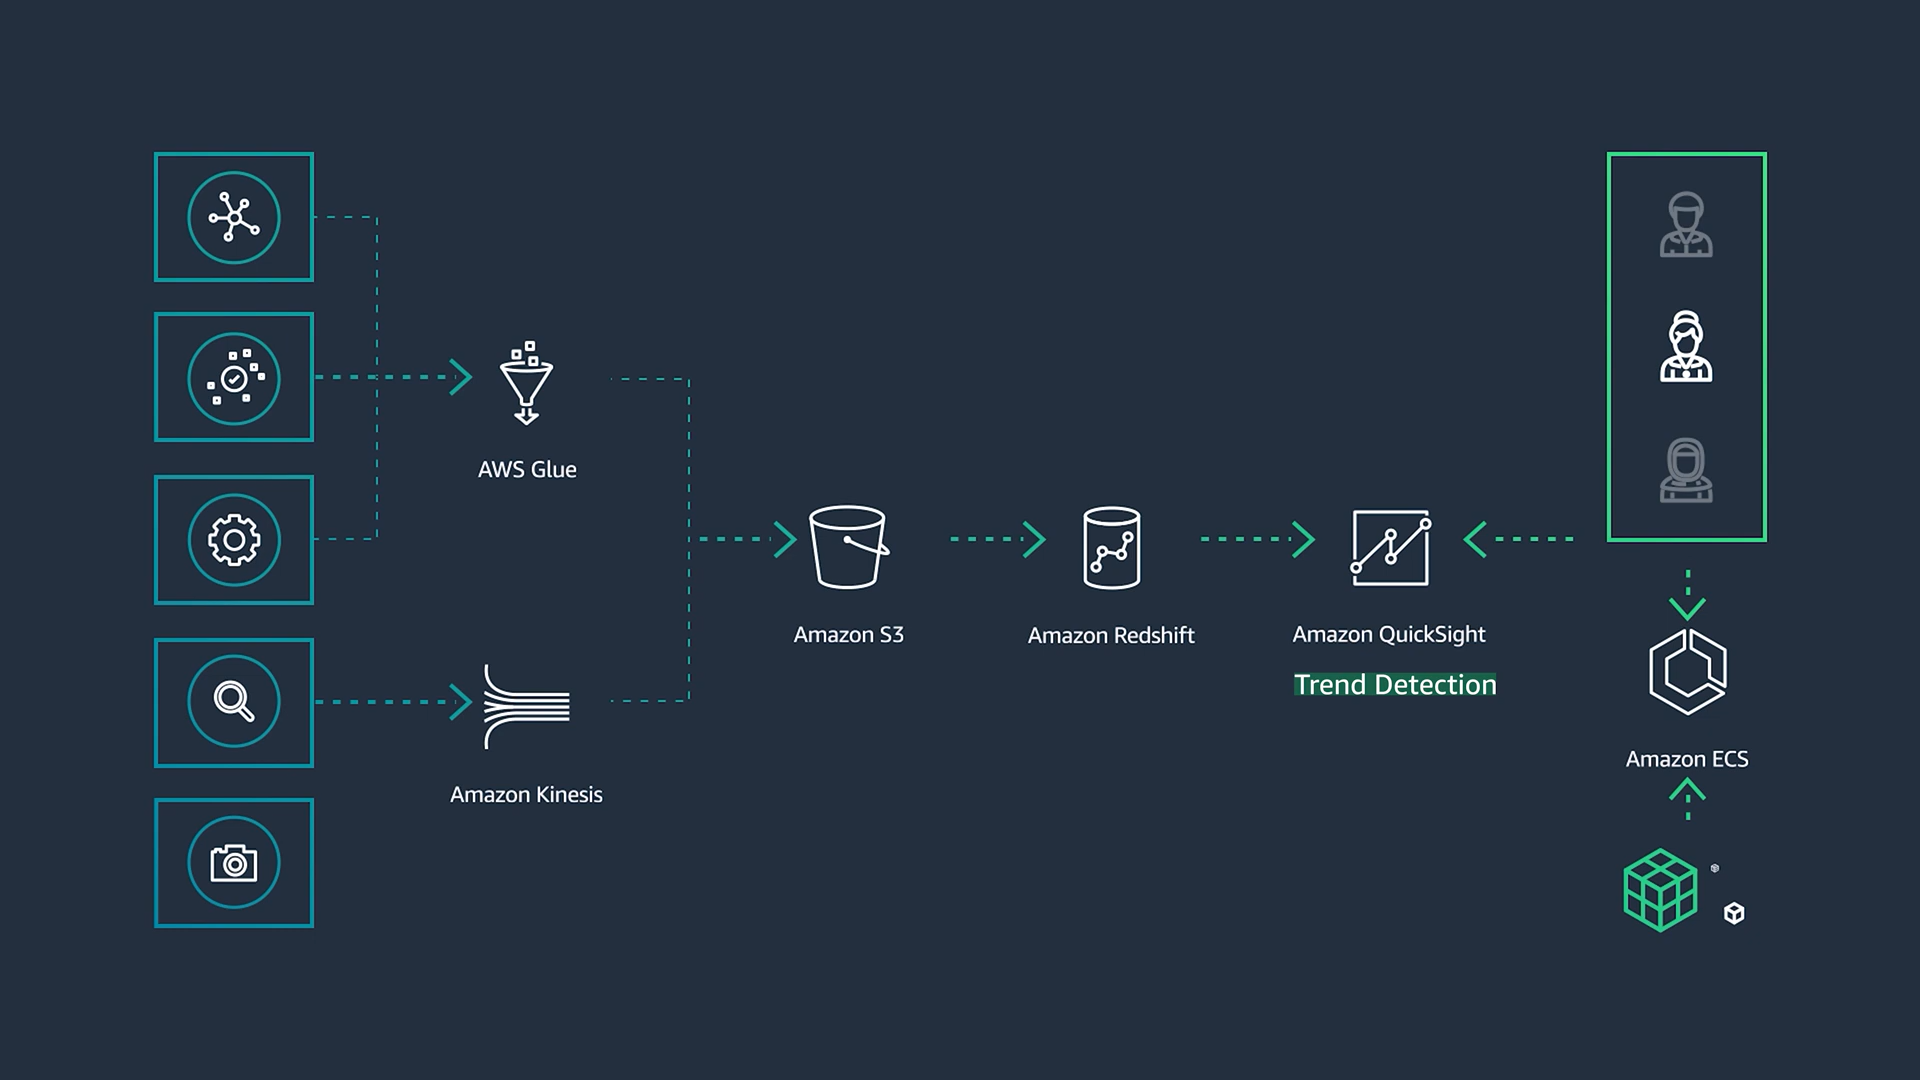 AWS Glue
Amazon Kinesis
Amazon S3
Amazon Redshift
Amazon QuickSight
Trend Detection
Amazon ECS